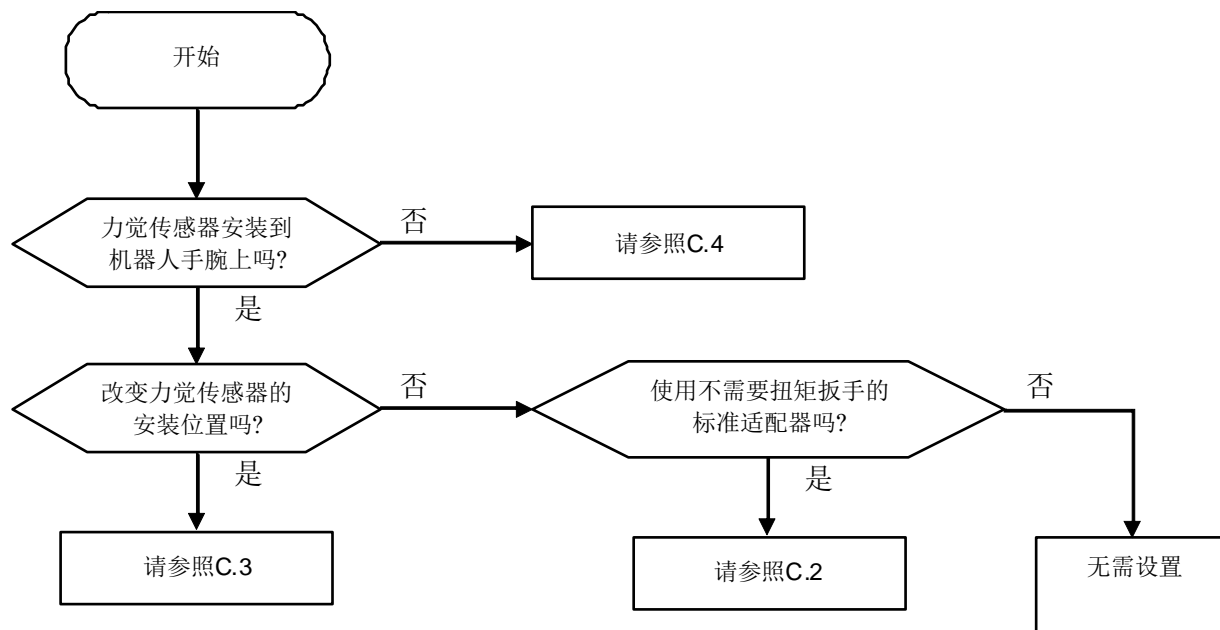 开始
力觉传感器安装到
机器人手腕上吗?
否
请参照C.4
是
改变力觉传感器的
安装位置吗?
否
使用不需要扭矩扳手的
标准适配器吗?
否
是
是
请参照C.3
请参照C.2
无需设置